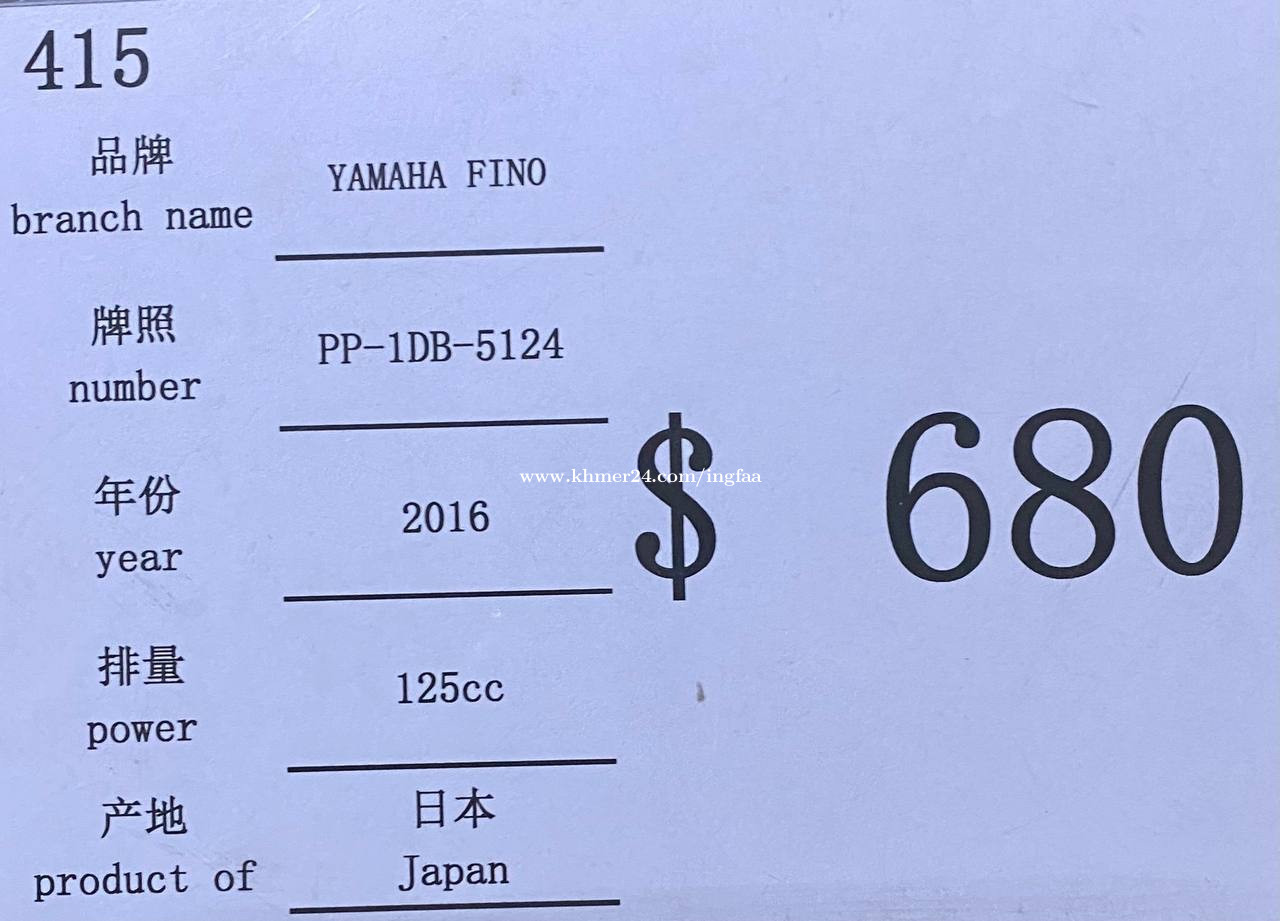 415
品牌
branch name
YAMAHA FINO
牌照
number
PP-1DB-5124
年份
year
2016
$ 680
www.khmer24.com/ingfaa
排量
power
125cc
产地
product of
日本
Japan